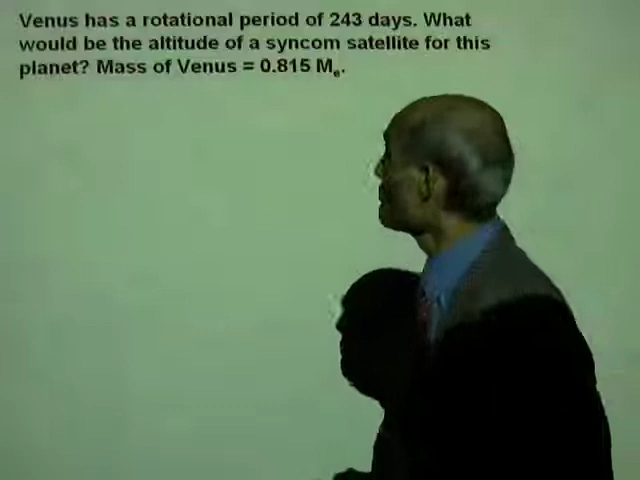 Venus has a rotational period of 243 days. What
would be the altitude of a syncom satellite for this
planet? Mass of Venus = 0.815 Mₑ.